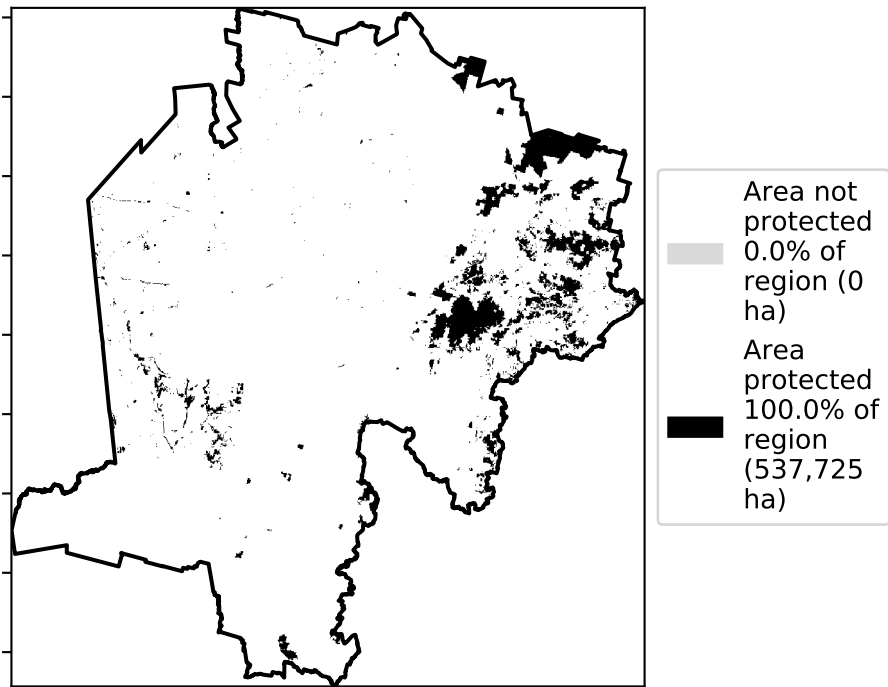 Area not
protected
0.0% of
region (0
ha)
Area
protected
100.0% of
region
(537,725
ha)